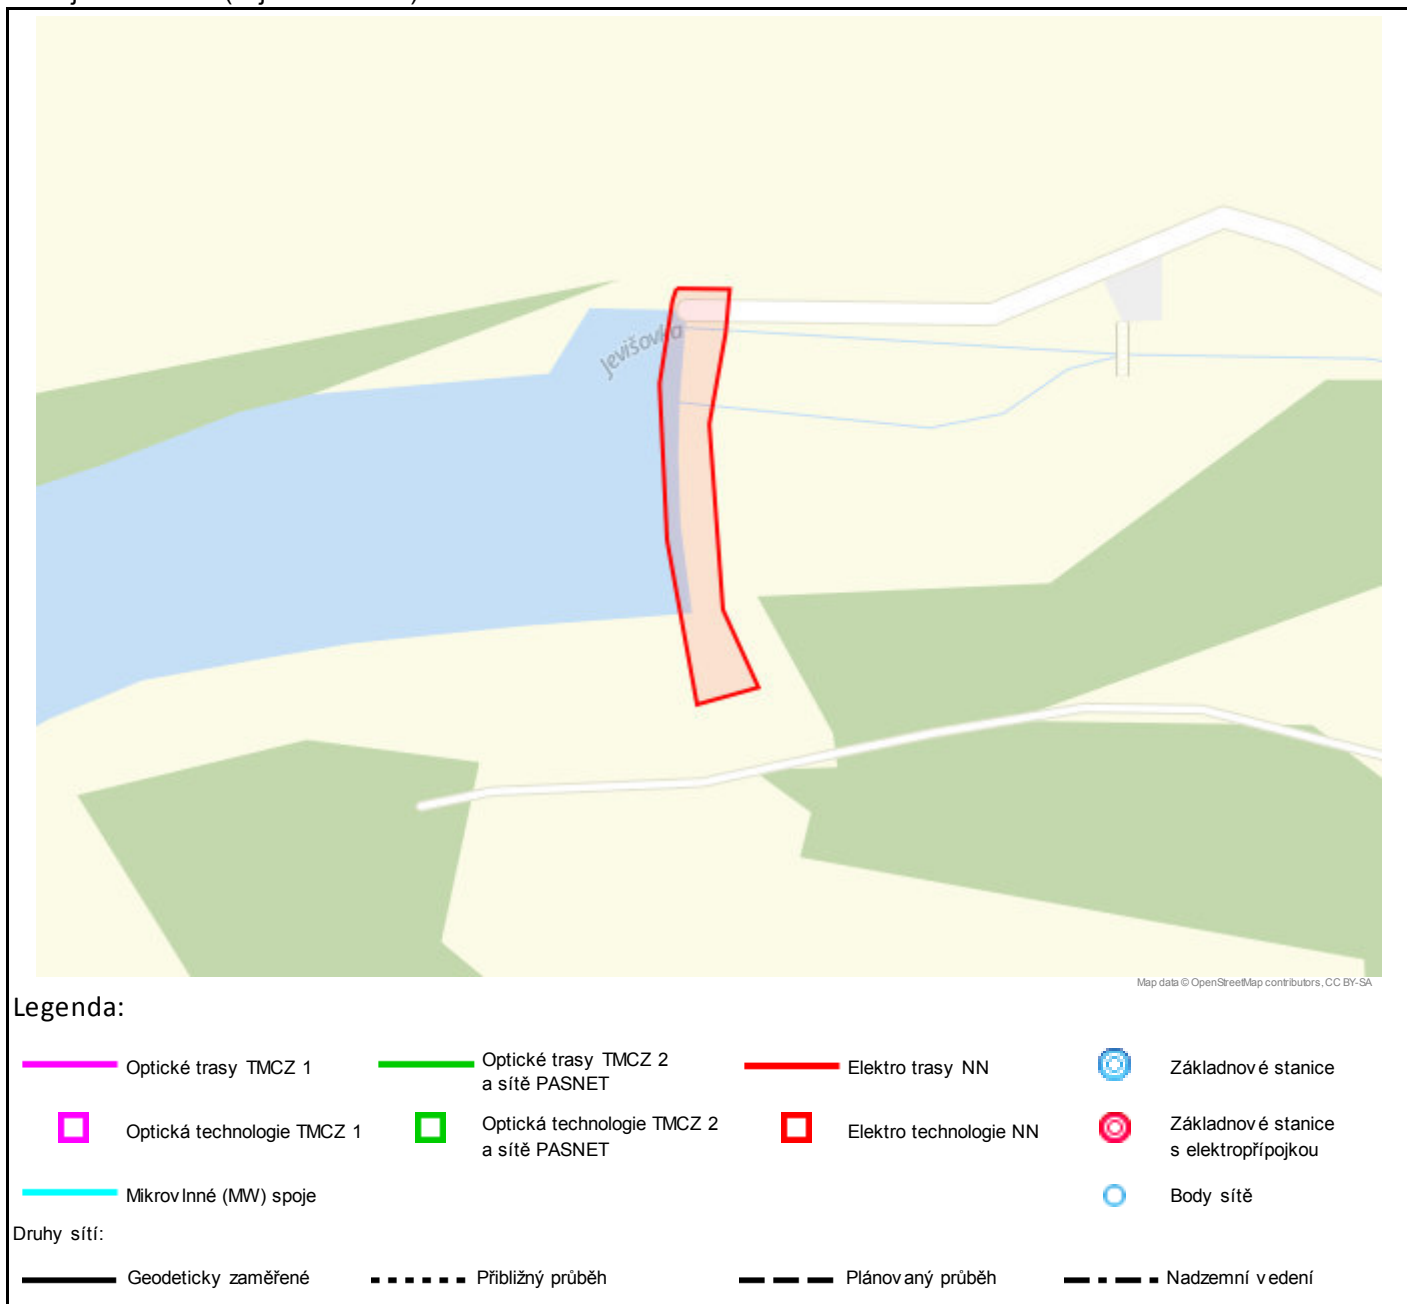 Jevišovka
Map data © OpenStreetMap contributors, CC BY-SA
Legenda:
Optické trasy TMCZ 1
Optické trasy TMCZ 2
a sítě PASNET
Elektro trasy NN
Základnové stanice
Optická technologie TMCZ 1
Optická technologie TMCZ 2
a sítě PASNET
Elektro technologie NN
Základnové stanice
s elektropřípojkou
Mikrovlnné (MW) spoje
Body sítě
Druhy sítí:
Geodeticky zaměřené
Přibližný průběh
Plánovaný průběh
Nadzemní vedení